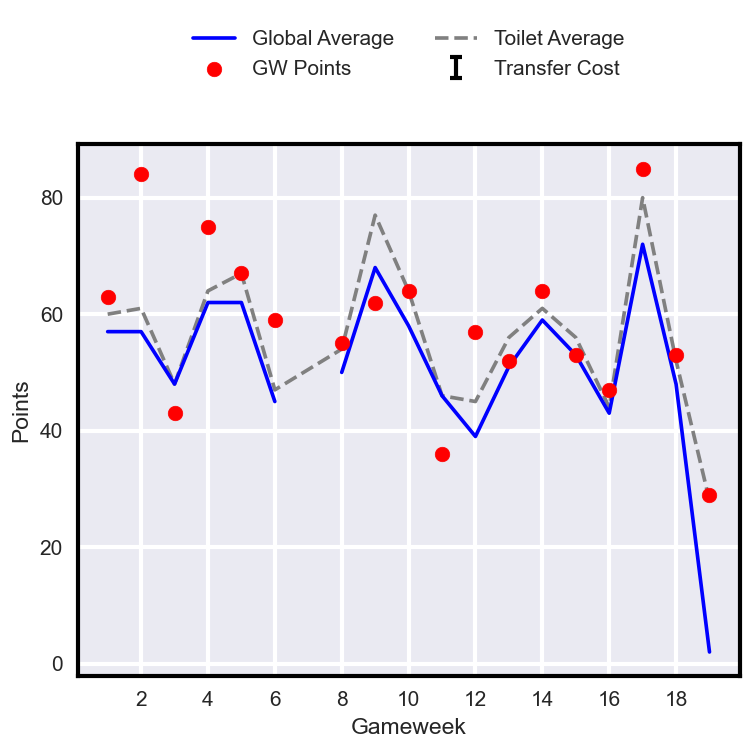 Global Average
Toilet Average
GW Points
Transfer Cost
80
60
40
20
0
Points
2 4 6 8 10 12 14 16 18
Gameweek